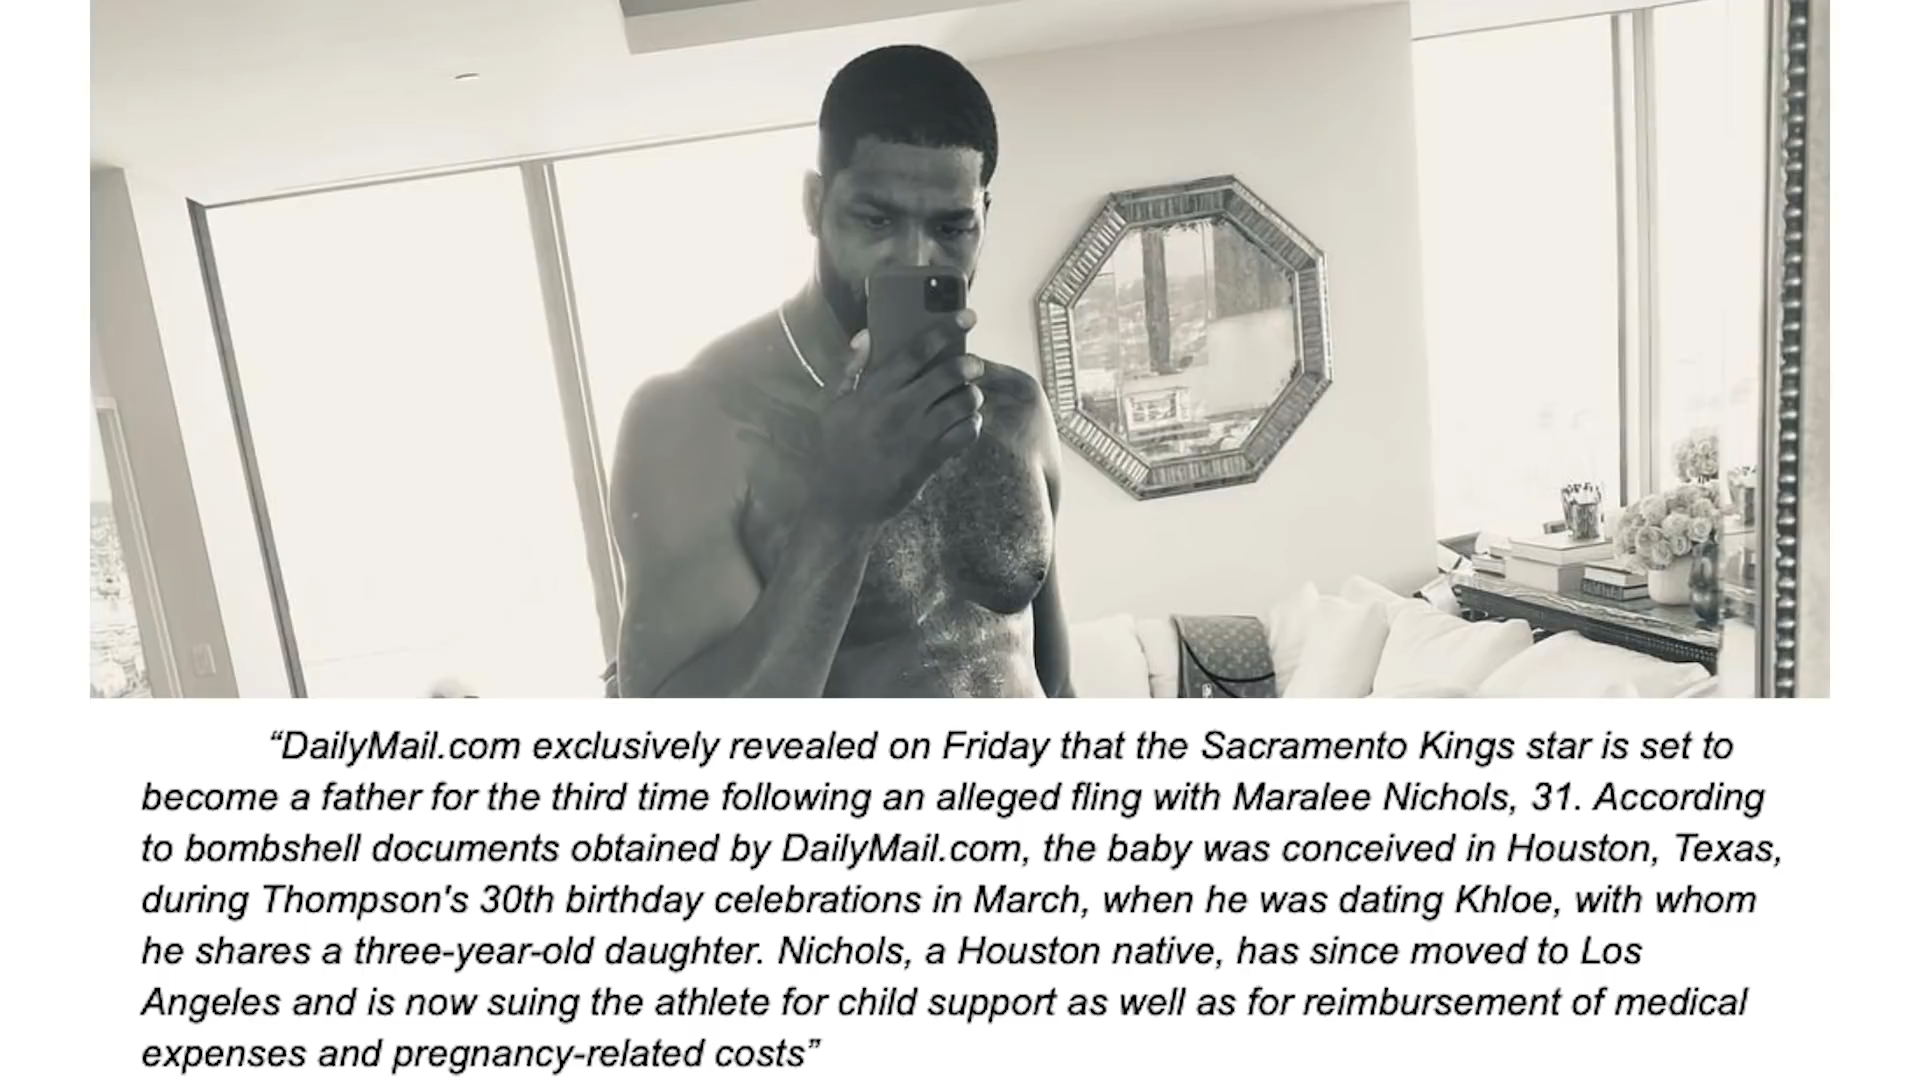 “DailyMail.com exclusively revealed on Friday that the Sacramento Kings star is set to
become a father for the third time following an alleged fling with Maralee Nichols, 31. According
to bombshell documents obtained by DailyMail.com, the baby was conceived in Houston, Texas,
during Thompson's 30th birthday celebrations in March, when he was dating Khloe, with whom
he shares a three-year-old daughter. Nichols, a Houston native, has since moved to Los
Angeles and is now suing the athlete for child support as well as for reimbursement of medical
expenses and pregnancy-related costs”